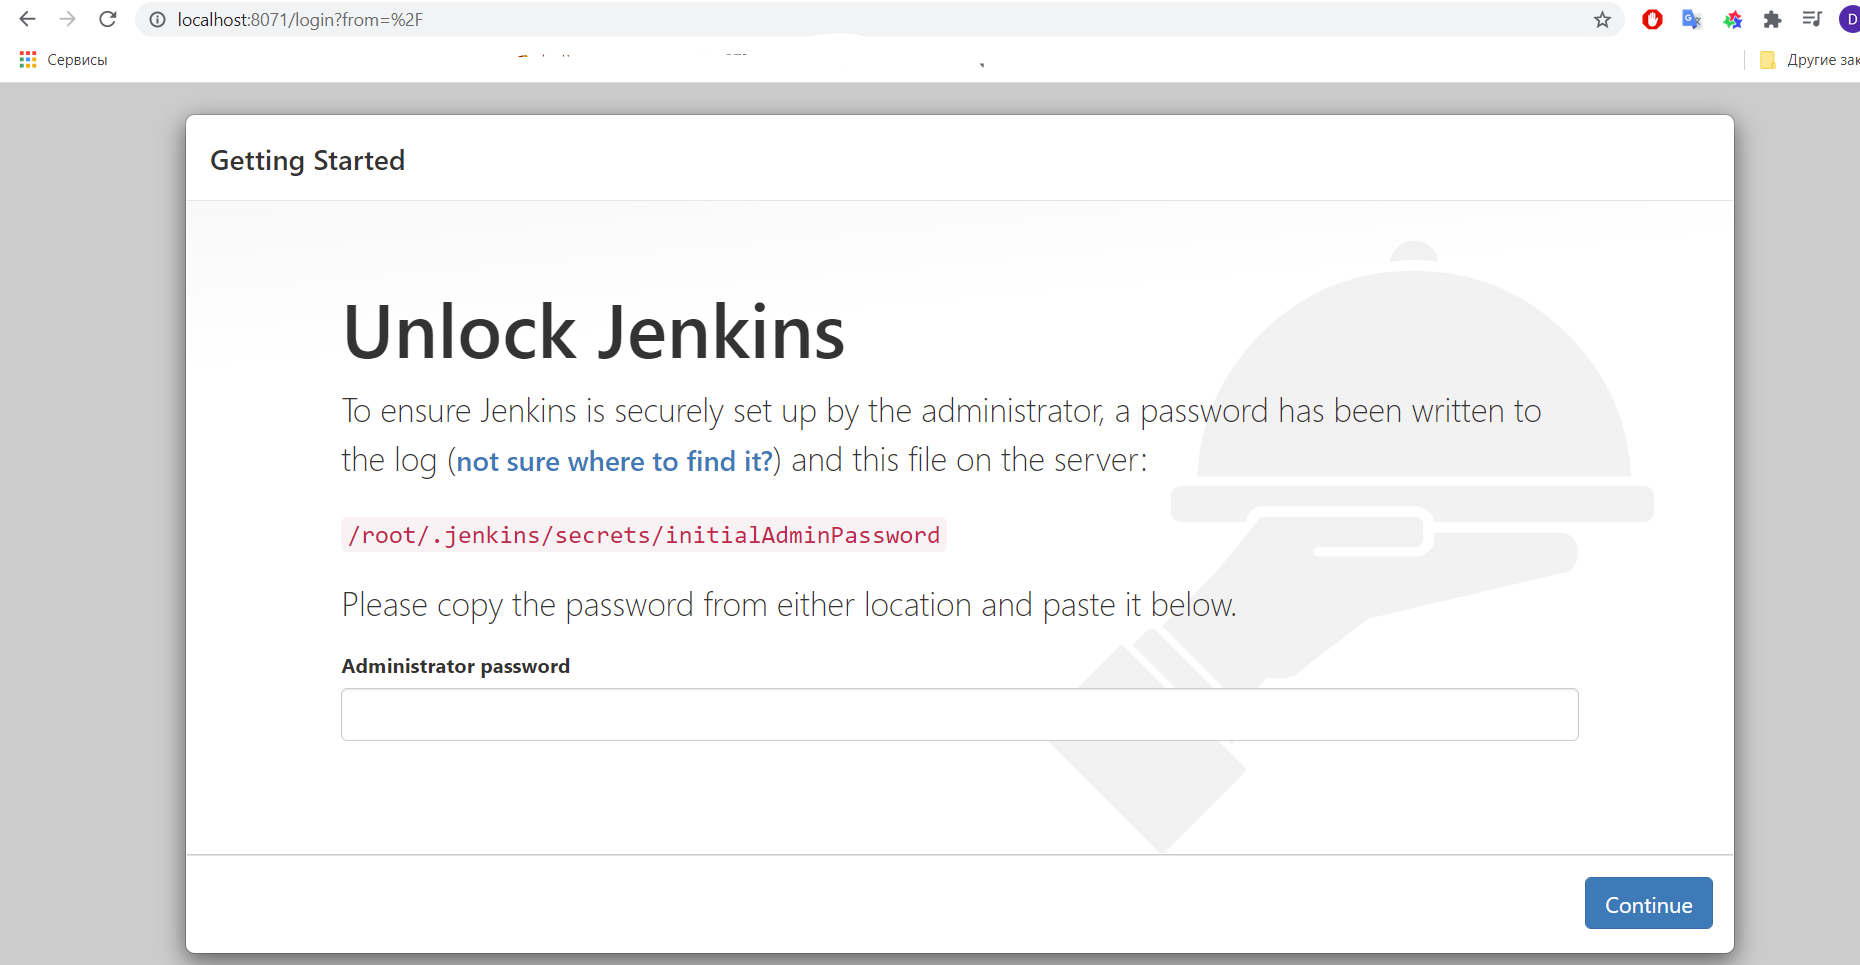 localhost:8071/login?from=%2F
D
Сервисы
Другие зак
Getting Started
Unlock Jenkins
To ensure Jenkins is securely set up by the administrator, a password has been written to
the log (not sure where to find it?) and this file on the server:
/root/.jenkins/secrets/initialAdminPassword
Please copy the password from either location and paste it below.
Administrator password
Continue